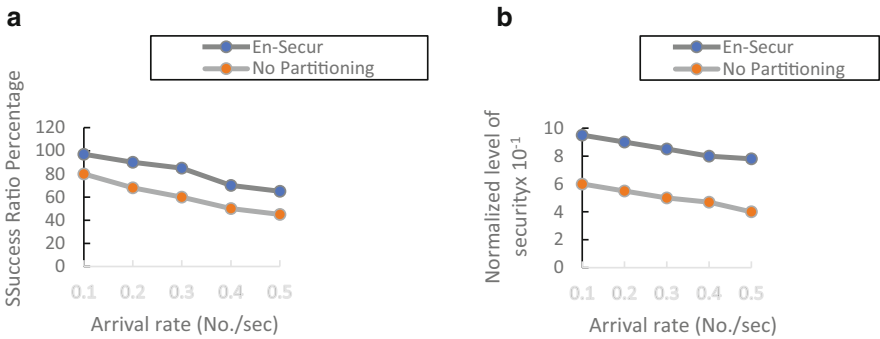 a
En-Secur
No Partitioning
SSuccess Ratio Percentage
120
100
80
60
40
20
0
0.1 0.2 0.3 0.4 0.5
Arrival rate (No./sec)
b
En-Secur
No Partitioning
Normalized level of
securityx 10-1
10
8
6
4
2
0
0.1 0.2 0.3 0.4 0.5
Arrival rate (No./sec)